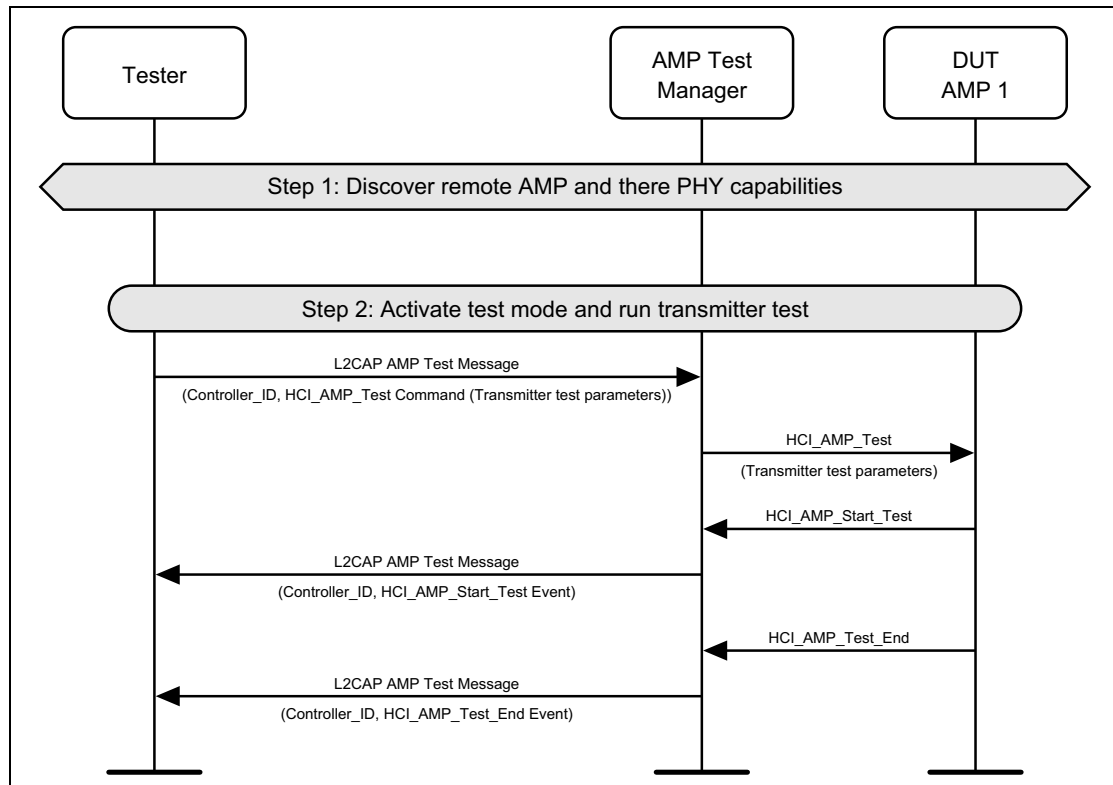 Tester
AMP Test
Manager
DUT
AMP 1
Step 1: Discover remote AMP and there PHY capabilities
Step 2: Activate test mode and run transmitter test
L2CAP AMP Test Message
(Controller_ID, HCI_AMP_Test Command (Transmitter test parameters))
HCI_AMP_Test
(Transmitter test parameters)
HCI_AMP_Start_Test
L2CAP AMP Test Message
(Controller_ID, HCI_AMP_Start_Test Event)
HCI_AMP_Test_End
L2CAP AMP Test Message
(Controller_ID, HCI_AMP_Test_End Event)